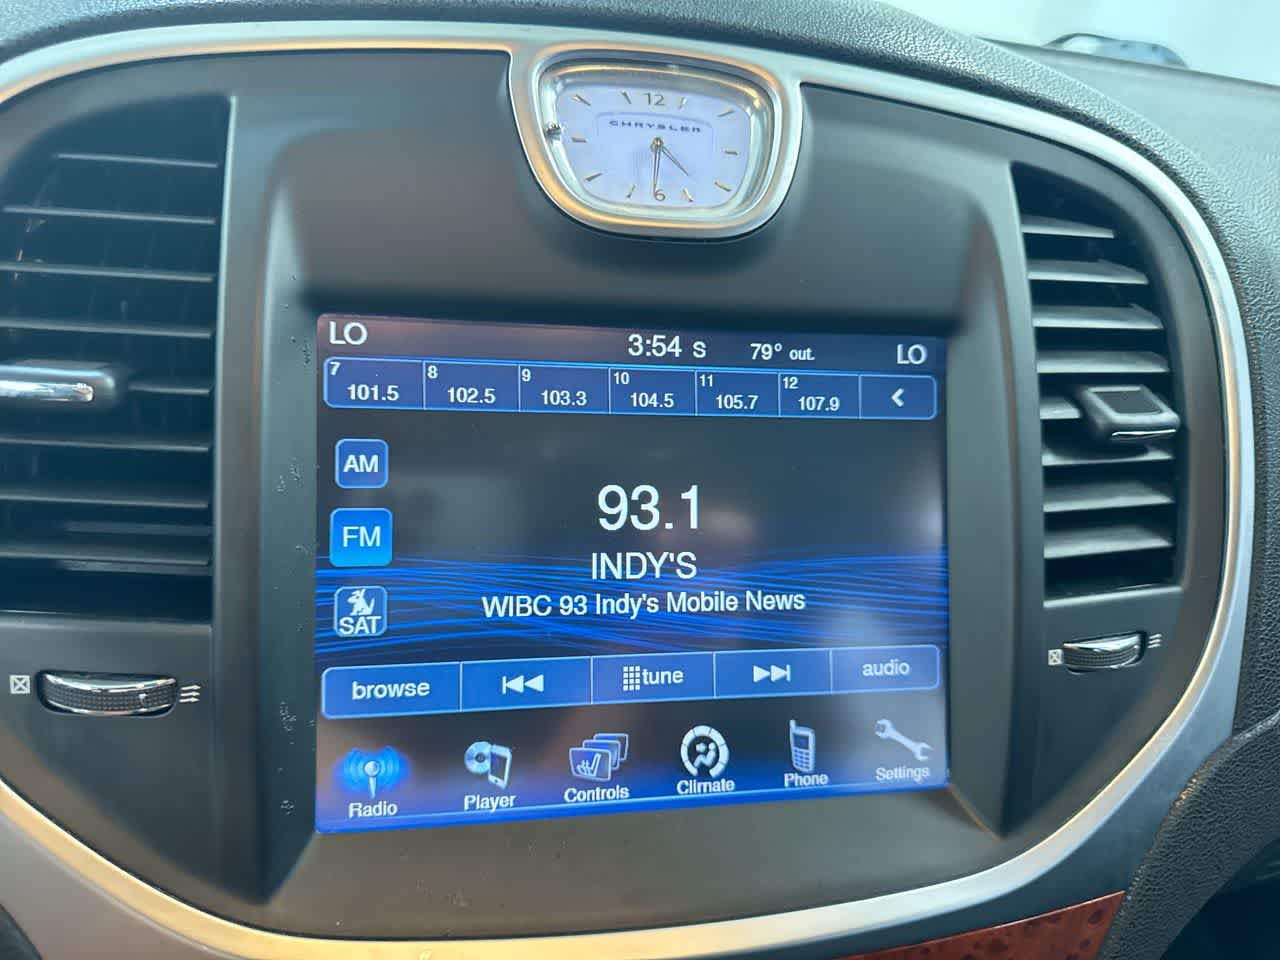 12
CHRYSLER
6
LO 3:54 S 79° out. LO
7 101.5 8 102.5 9 103.3 10 104.5 11 105.7 12 107.9
AM
93.1
FM
INDY'S
WIBC 93 Indy's Mobile News
SAT
browse tune audio
Radio Player Controls Climate Phone Settings